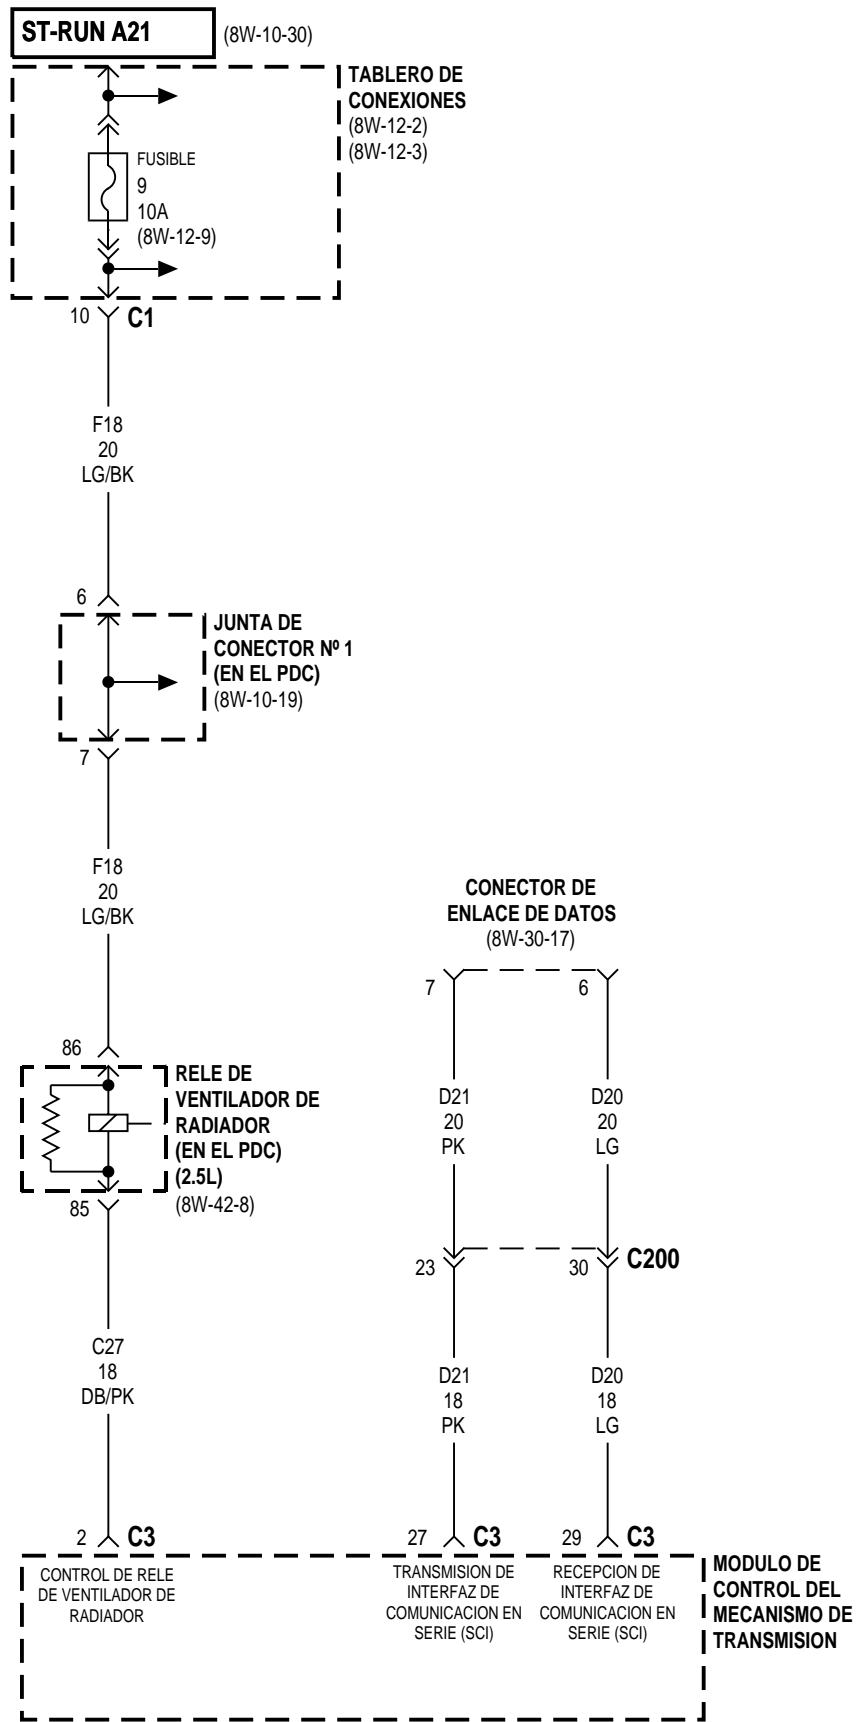 ST-RUN A21
(8W-10-30)
TABLERO DE
CONEXIONES
(8W-12-2)
(8W-12-3)
FUSIBLE
9
10A
(8W-12-9)
10
C1
F18
20
LG/BK
6
JUNTA DE
CONECTOR Nº 1
(EN EL PDC)
(8W-10-19)
7
F18
20
LG/BK
86
RELE DE
VENTILADOR DE
RADIADOR
(EN EL PDC)
(2.5L)
(8W-42-8)
85
C27
18
DB/PK
2
C3
CONECTOR DE
ENLACE DE DATOS
(8W-30-17)
7
6
D21
20
PK
D20
20
LG
23
30
C200
D21
18
PK
D20
18
LG
27
C3
29
C3
CONTROL DE RELE
DE VENTILADOR DE
RADIADOR
TRANSMISION DE
INTERFAZ DE
COMUNICACION EN
SERIE (SCI)
RECEPCION DE
INTERFAZ DE
COMUNICACION EN
SERIE (SCI)
MODULO DE
CONTROL DEL
MECANISMO DE
TRANSMISION